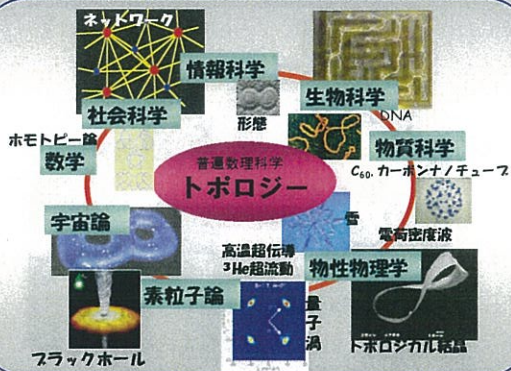 ネットワーク
情報科学
生物科学
社会科学
形態
DNA
ホモトピー論
数学
普遍数理科学
トポロジー
物質科学
C60, カーボンナノチューブ
雪
宇宙論
電荷密度波
高温超伝導
³He超流動
物性物理学
素粒子論
量子渦
トポロジカル結晶
ブラックホール